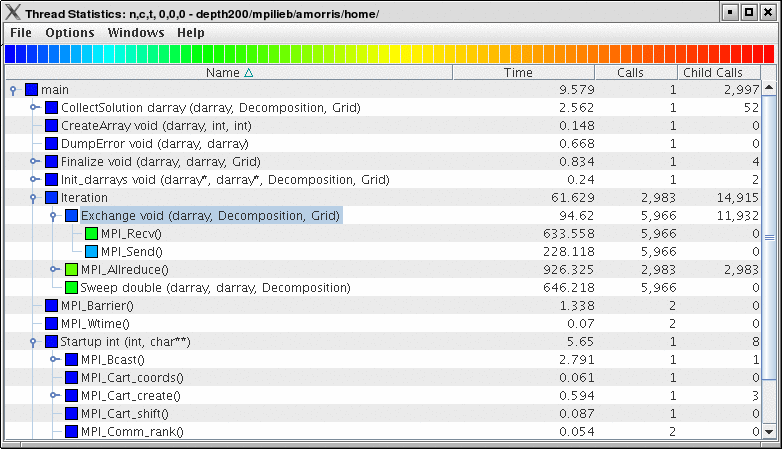 Thread Statistics: n,c,t, 0,0,0 - depth200/mpilieb/amorris/home/
File Options Windows Help
Name Time Calls Child Calls
main 9.579 1 2,997
CollectSolution darray (darray, Decomposition, Grid) 2.562 1 52
CreateArray void (darray, int, int) 0.148 1 0
DumpError void (darray, darray) 0.668 1 0
Finalize void (darray, darray, Grid) 0.834 1 4
Init_darrays void (darray*, darray*, Decomposition, Grid) 0.24 1 2
Iteration 61.629 2,983 14,915
Exchange void (darray, Decomposition, Grid) 94.62 5,966 11,932
MPI_Recv() 633.558 5,966 0
MPI_Send() 228.118 5,966 0
MPI_Allreduce() 926.325 2,983 2,983
Sweep double (darray, darray, Decomposition) 646.218 5,966 0
MPI_Barrier() 1.338 2 0
MPI_Wtime() 0.07 2 0
Startup int (int, char**) 5.65 1 8
MPI_Bcast() 2.791 1 1
MPI_Cart_coords() 0.061 1 0
MPI_Cart_create() 0.594 1 3
MPI_Cart_shift() 0.087 1 0
MPI_Comm_rank() 0.054 2 0